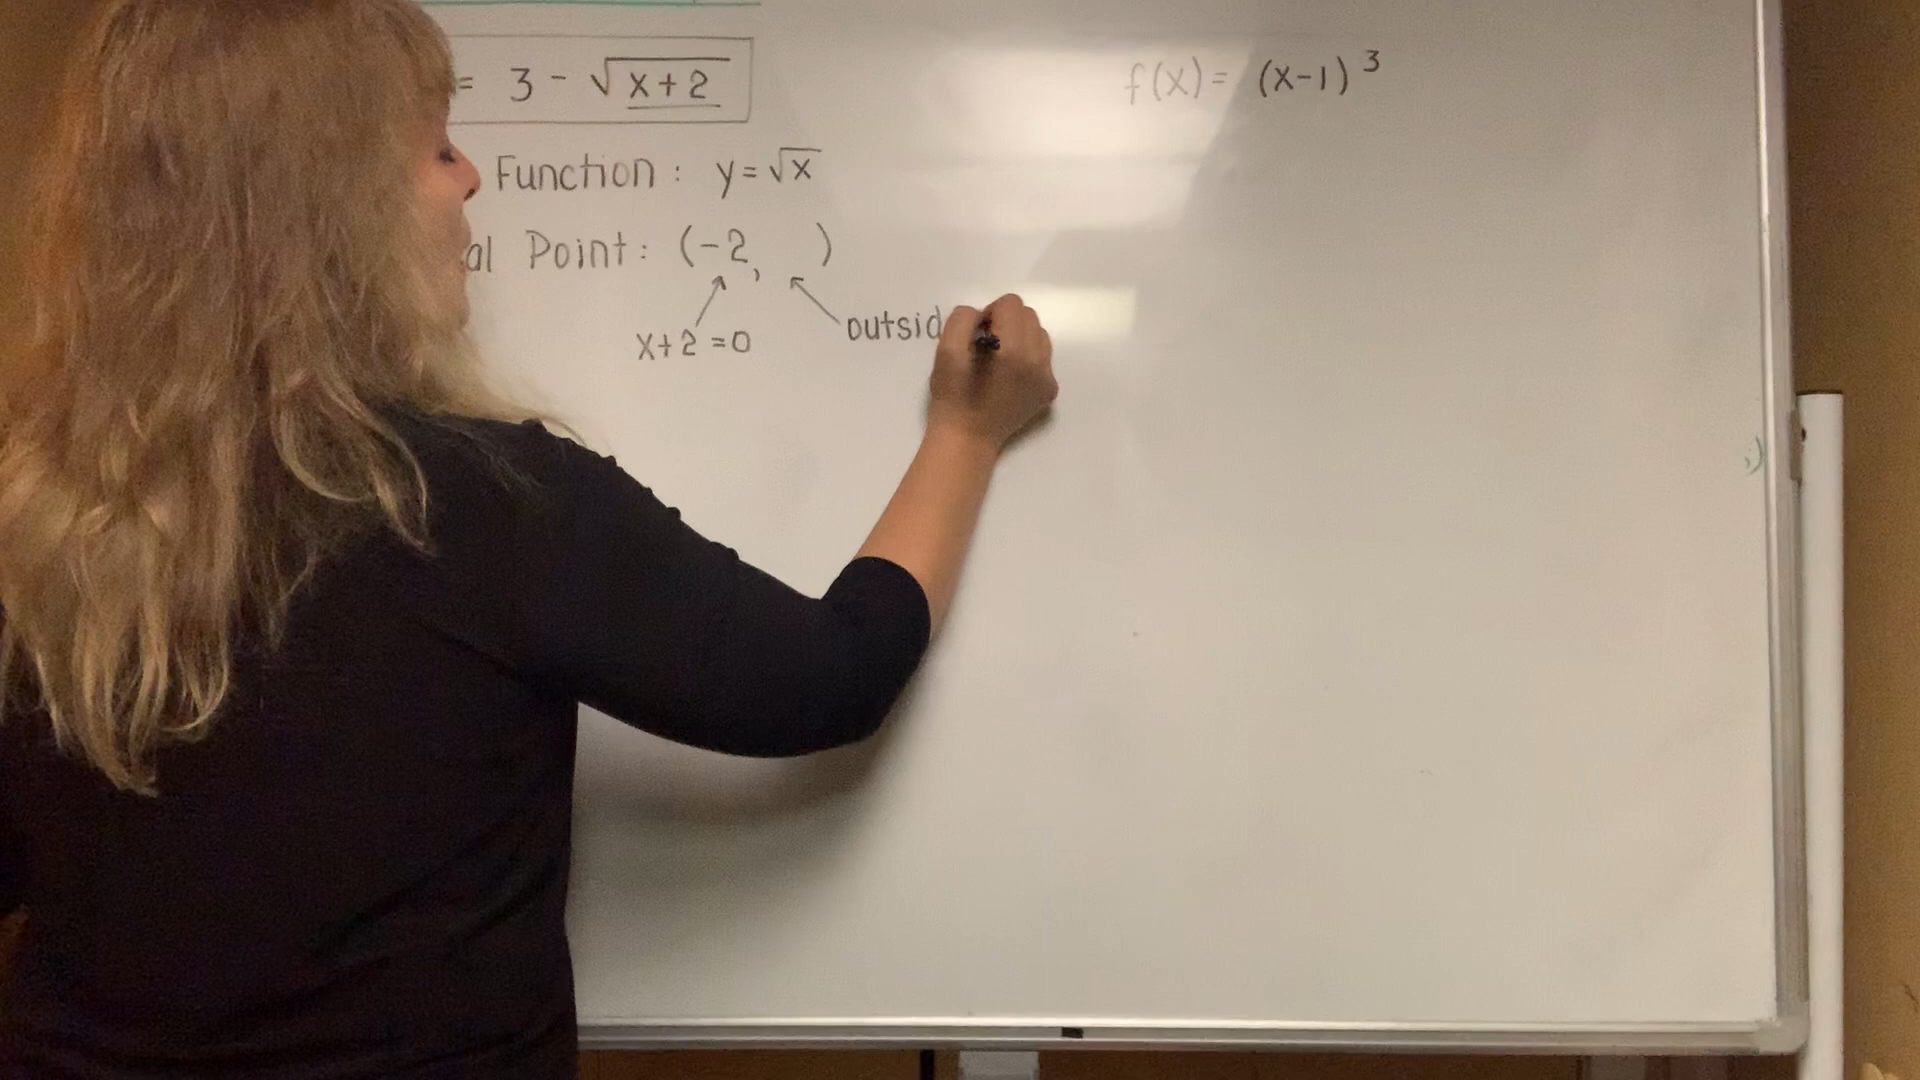 = 3 - √x+2
Function : y=√x
al Point: (-2, )
x+2=0
outsid
f(x)= (x-1)³
:)